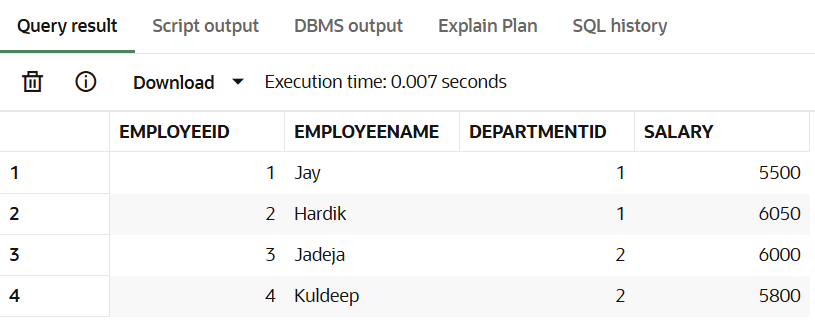 Query result Script output DBMS output Explain Plan SQL history
Download Execution time: 0.007 seconds
EMPLOYEEID EMPLOYEENAME DEPARTMENTID SALARY
1 1 Jay 1 5500
2 2 Hardik 1 6050
3 3 Jadeja 2 6000
4 4 Kuldeep 2 5800